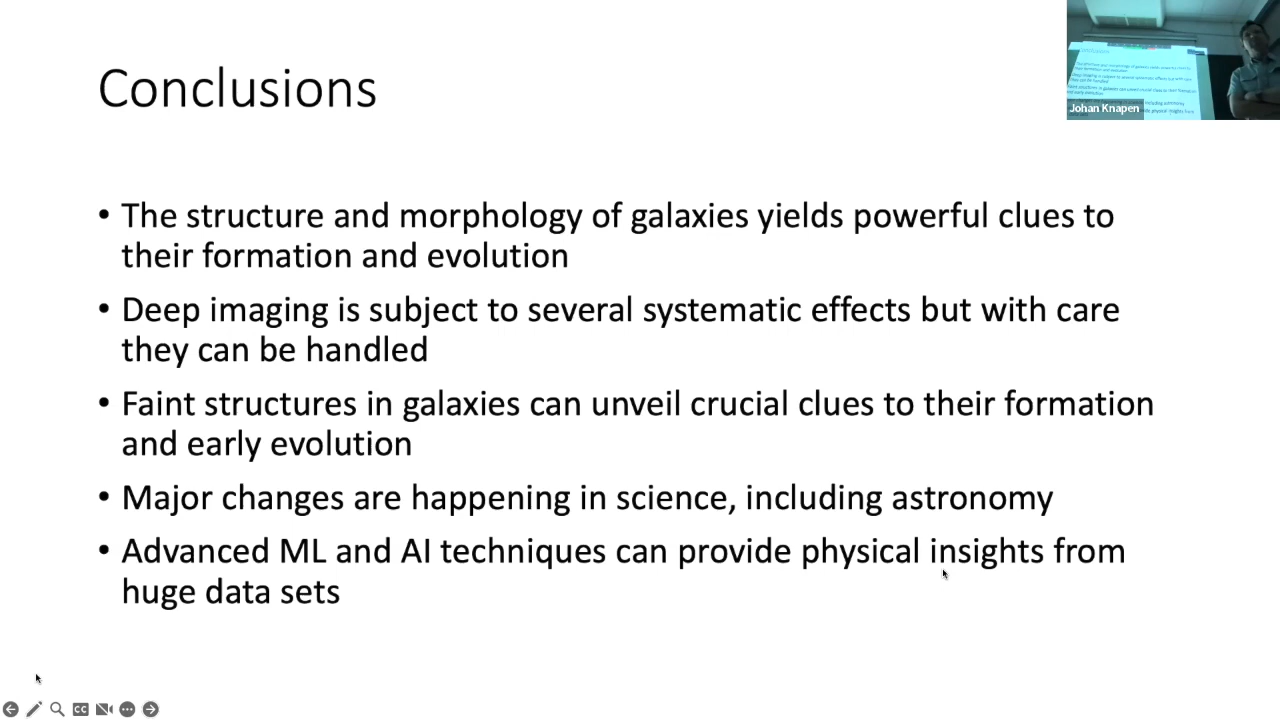 Conclusions
Johan Knapen
• The structure and morphology of galaxies yields powerful clues to
their formation and evolution
• Deep imaging is subject to several systematic effects but with care
they can be handled
• Faint structures in galaxies can unveil crucial clues to their formation
and early evolution
• Major changes are happening in science, including astronomy
• Advanced ML and AI techniques can provide physical insights from
huge data sets
CC